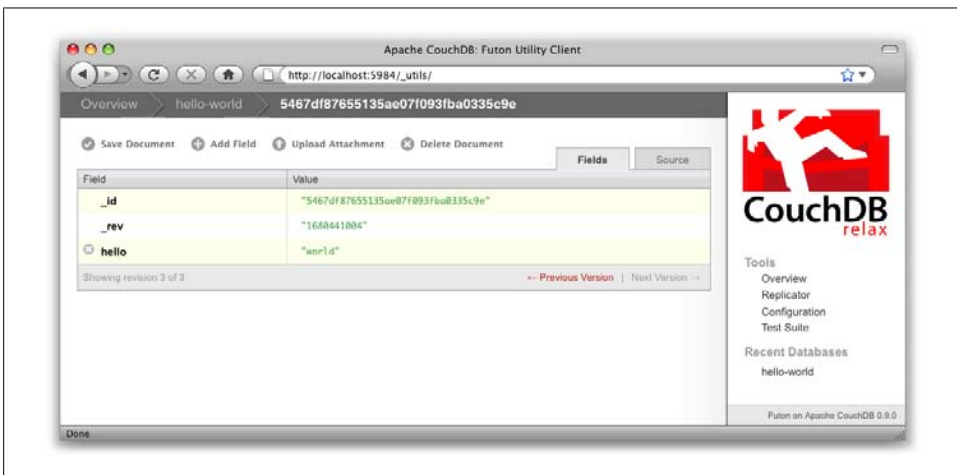 Apache CouchDB: Futon Utility Client
http://localhost:5984/_utils/
Overview hello-world 5467df87655135ae07f093fba0335c9e
Save Document Add Field Upload Attachment Delete Document
Fields Source
Field Value
_id "5467df87655135ae07f093fba0335c9e"
_rev "1680441004"
hello "world"
Showing revision 3 of 3 ← Previous Version | Next Version →
CouchDB
relax
Tools
Overview
Replicator
Configuration
Test Suite
Recent Databases
hello-world
Futon on Apache CouchDB 0.9.0
Done